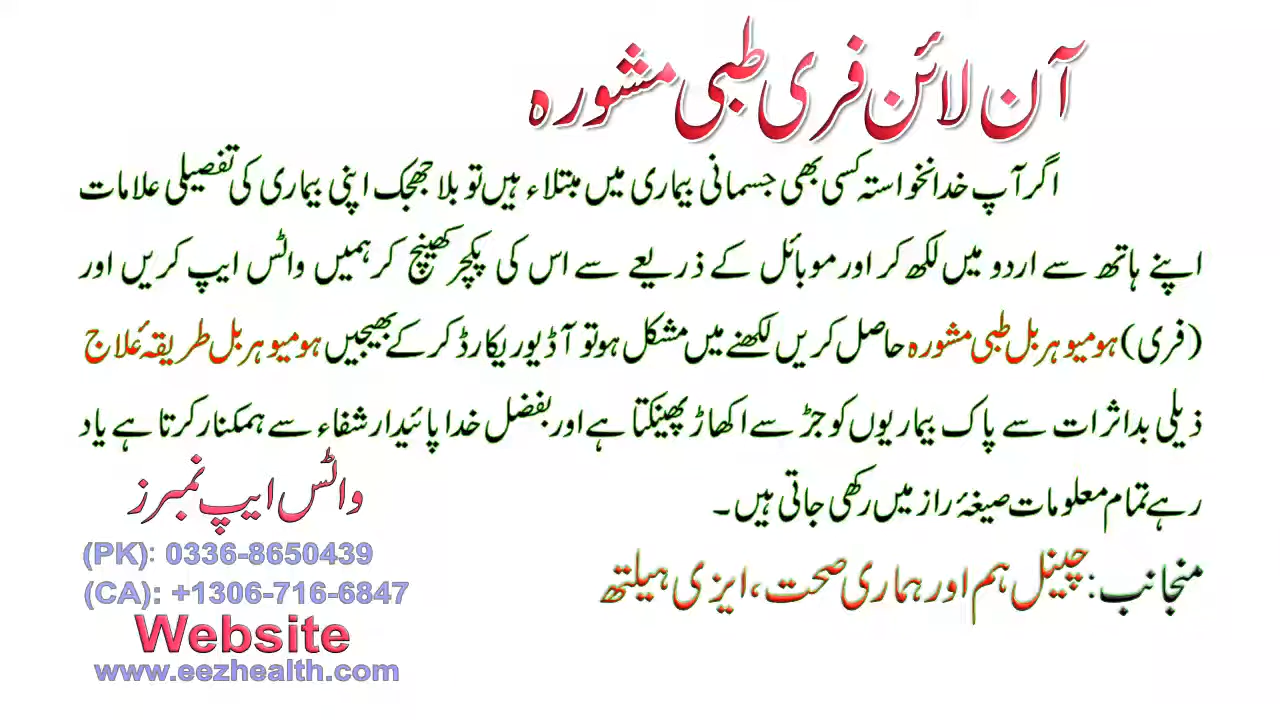 آن لائن فری طبی مشورہ
اگر آپ خدانخواستہ کسی بھی جسمانی بیماری میں مبتلاء ہیں تو بلا جھجک اپنی بیماری کی تفصیلی علامات
اپنے ہاتھ سے اردو میں لکھ کر اور موبائل کے ذریعے سے اس کی پکچر کھینچ کر ہمیں واٹس ایپ کریں اور
(فری) ہومیو ہربل طبی مشورہ حاصل کریں لکھنے میں مشکل ہو تو آڈیو ریکارڈ کر کے بھیجیں ہومیو ہربل طریقہ علاج
ذیلی بداثرات سے پاک بیماریوں کو جڑ سے اکھاڑ پھینکتا ہے اور بفضل خدا پائیدار شفاء سے ہمکنار کرتا ہے یاد
رہے تمام معلومات صیغۂ راز میں رکھی جاتی ہیں۔
منجانب: چینل ہم اور ہماری صحت، ایزی ہیلتھ
واٹس ایپ نمبرز
(PK): 0336-8650439
(CA): +1306-716-6847
Website
www.eezhealth.com